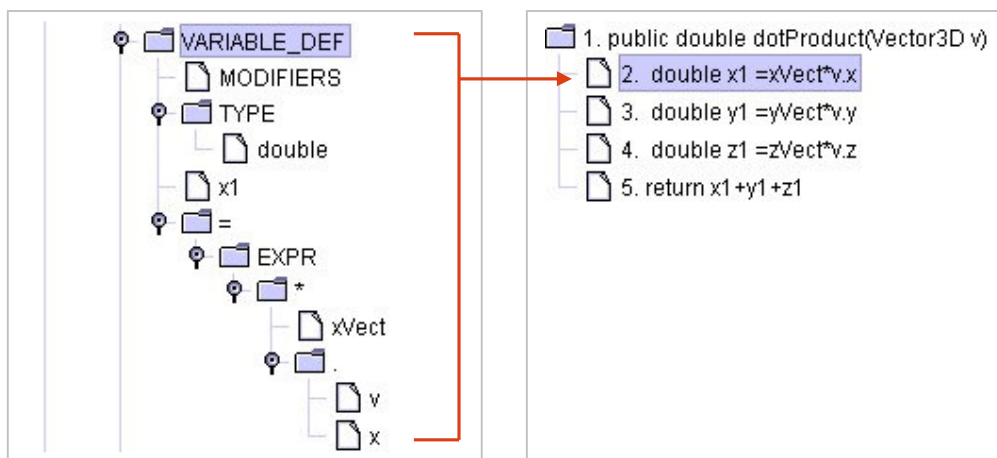 VARIABLE_DEF
MODIFIERS
TYPE
double
x1
=
EXPR
*
xVect
.
v
x
1. public double dotProduct(Vector3D v)
2. double x1 =xVect*v.x
3. double y1 =yVect*v.y
4. double z1 =zVect*v.z
5. return x1+y1+z1